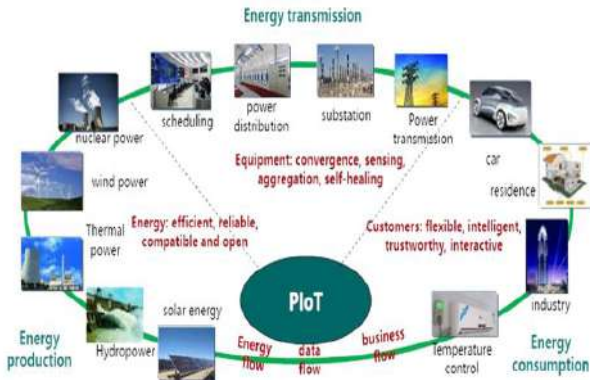 Energy transmission
nuclear power
scheduling
power
distribution
substation
Power
transmission
car
residence
wind power
Equipment: convergence, sensing,
aggregation, self-healing
Thermal
power
Energy: efficient, reliable,
compatible and open
Customers: flexible, intelligent,
trustworthy, interactive
PIoT
industry
solar energy
Hydropower
Energy
production
Energy
flow
data
flow
business
flow
Temperature
control
Energy
consumption